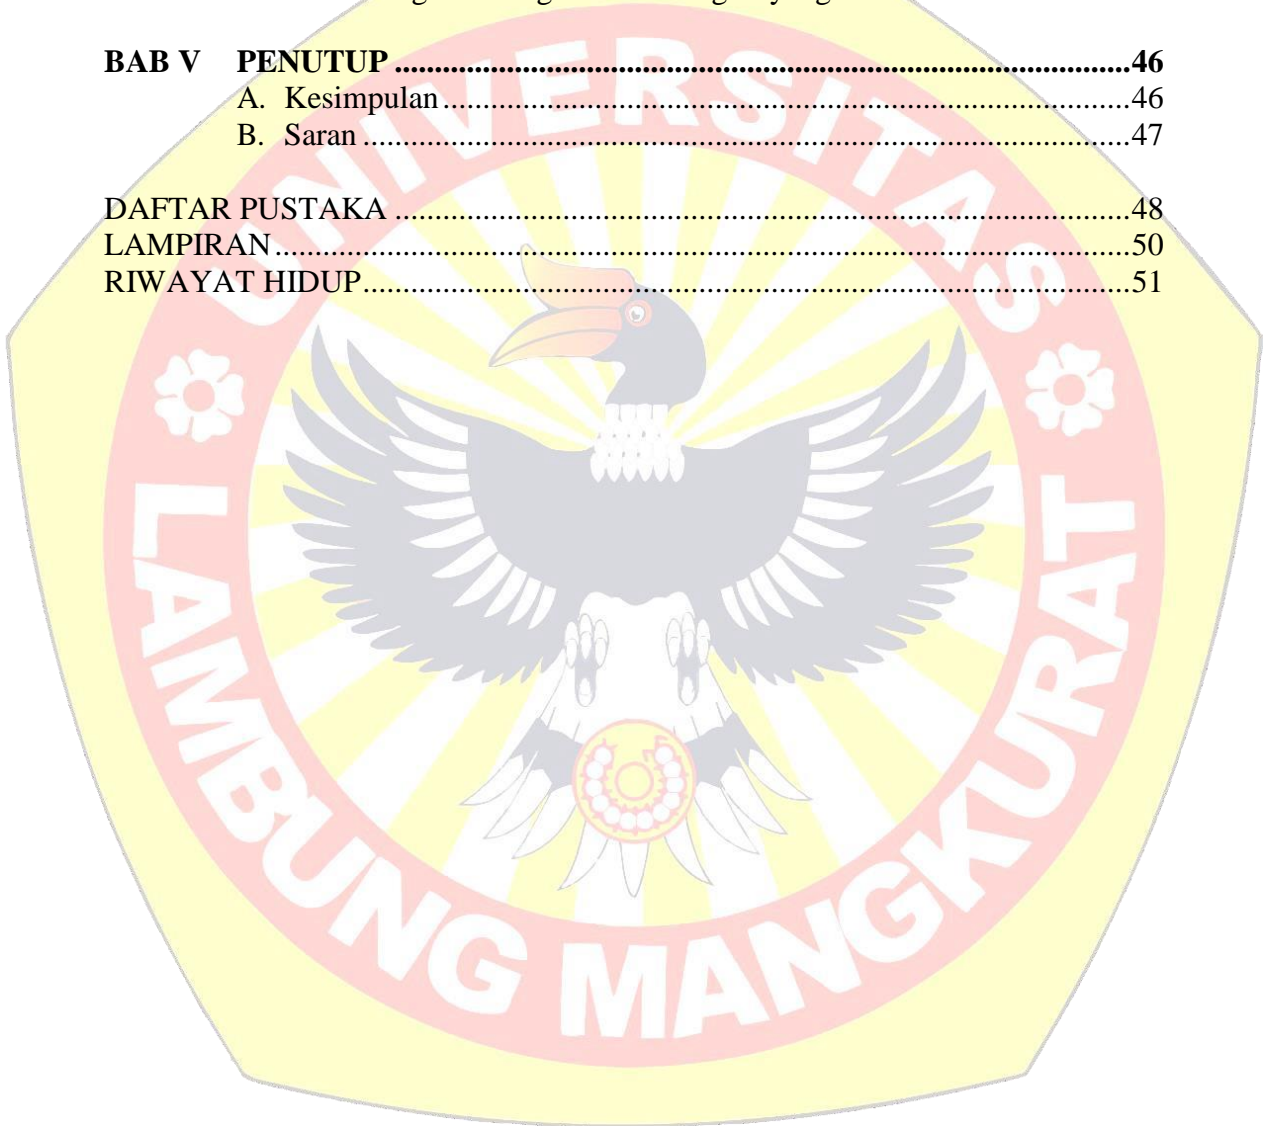 BAB V PENUTUP ............................................................................................46
A. Kesimpulan......................................................................................46
B. Saran ................................................................................................47
DAFTAR PUSTAKA ............................................................................................48
LAMPIRAN...........................................................................................................50
RIWAYAT HIDUP................................................................................................51
UNIVERSITAS
LAMBUNG MANGKURAT